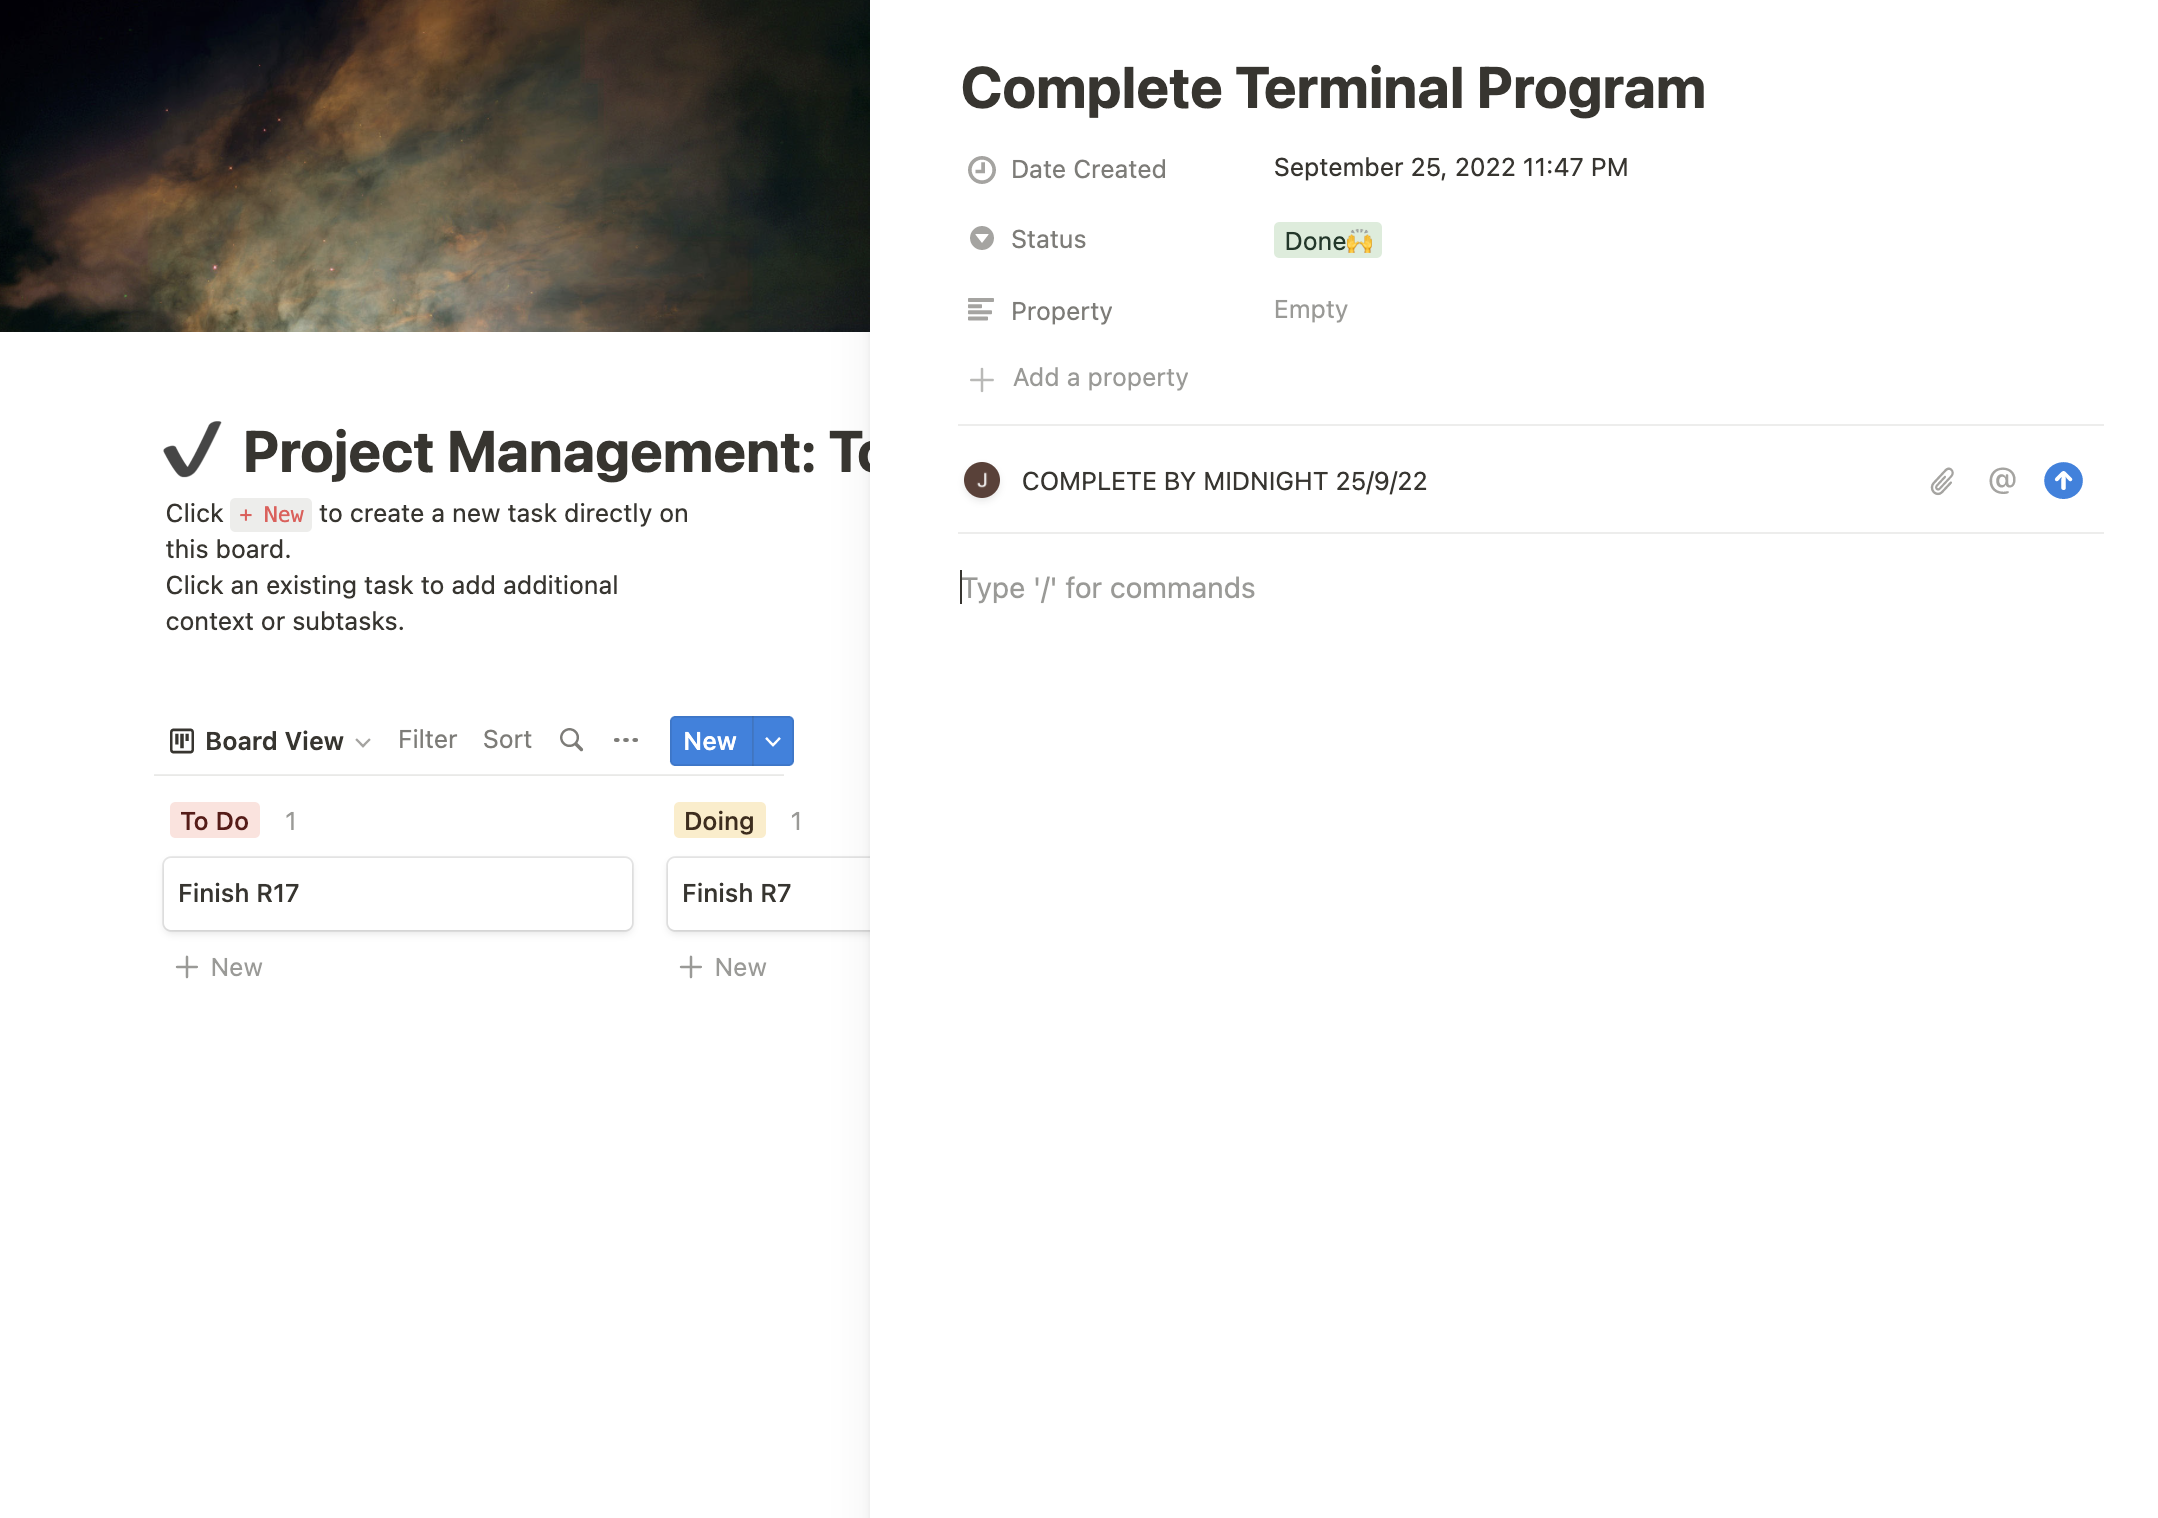 ✔ Project Management: To
Click + New to create a new task directly on
this board.
Click an existing task to add additional
context or subtasks.
Board View Filter Sort ... New
To Do 1
Finish R17
+ New
Doing 1
Finish R7
+ New
Complete Terminal Program
Date Created September 25, 2022 11:47 PM
Status Done🙌
Property Empty
+ Add a property
J COMPLETE BY MIDNIGHT 25/9/22 @
Type '/' for commands